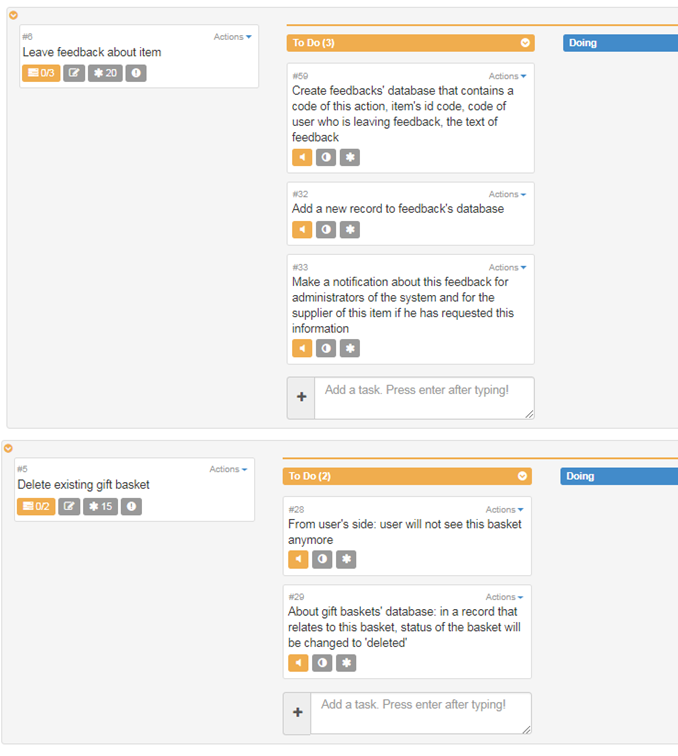 #6 Actions
Leave feedback about item
0/3 20
To Do (3)
Doing
#59 Actions
Create feedbacks' database that contains a
code of this action, item's id code, code of
user who is leaving feedback, the text of
feedback
#32 Actions
Add a new record to feedback's database
#33 Actions
Make a notification about this feedback for
administrators of the system and for the
supplier of this item if he has requested this
information
+ Add a task. Press enter after typing!
#5 Actions
Delete existing gift basket
0/2 15
To Do (2)
Doing
#28 Actions
From user's side: user will not see this basket
anymore
#29 Actions
About gift baskets' database: in a record that
relates to this basket, status of the basket will
be changed to 'deleted'
+ Add a task. Press enter after typing!